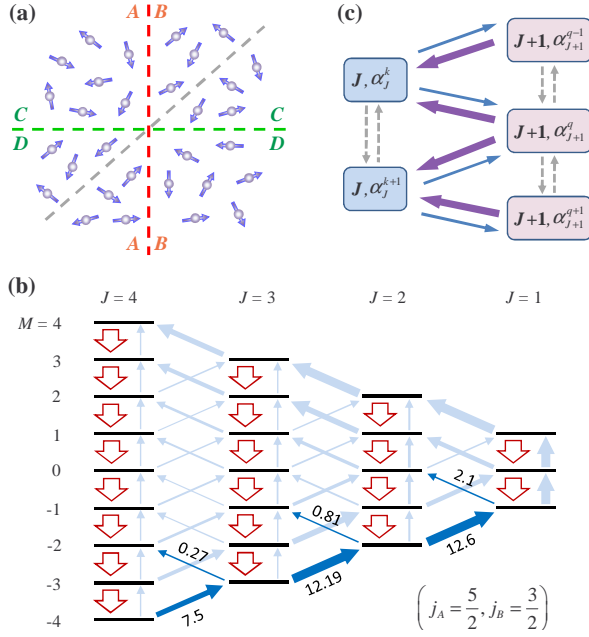 (a)
A B
C C
D D
A B
(c)
J+1, α_{J+1}^{q-1}
J, α_J^k
J+1, α_{J+1}^q
J, α_J^{k+1}
J+1, α_{J+1}^{q+1}
(b)
J = 4 J = 3 J = 2 J = 1
M = 4
3
2
1
0
-1
-2
-3
-4
0.27
7.5
0.81
12.19
2.1
12.6
(j_A = 5/2, j_B = 3/2)